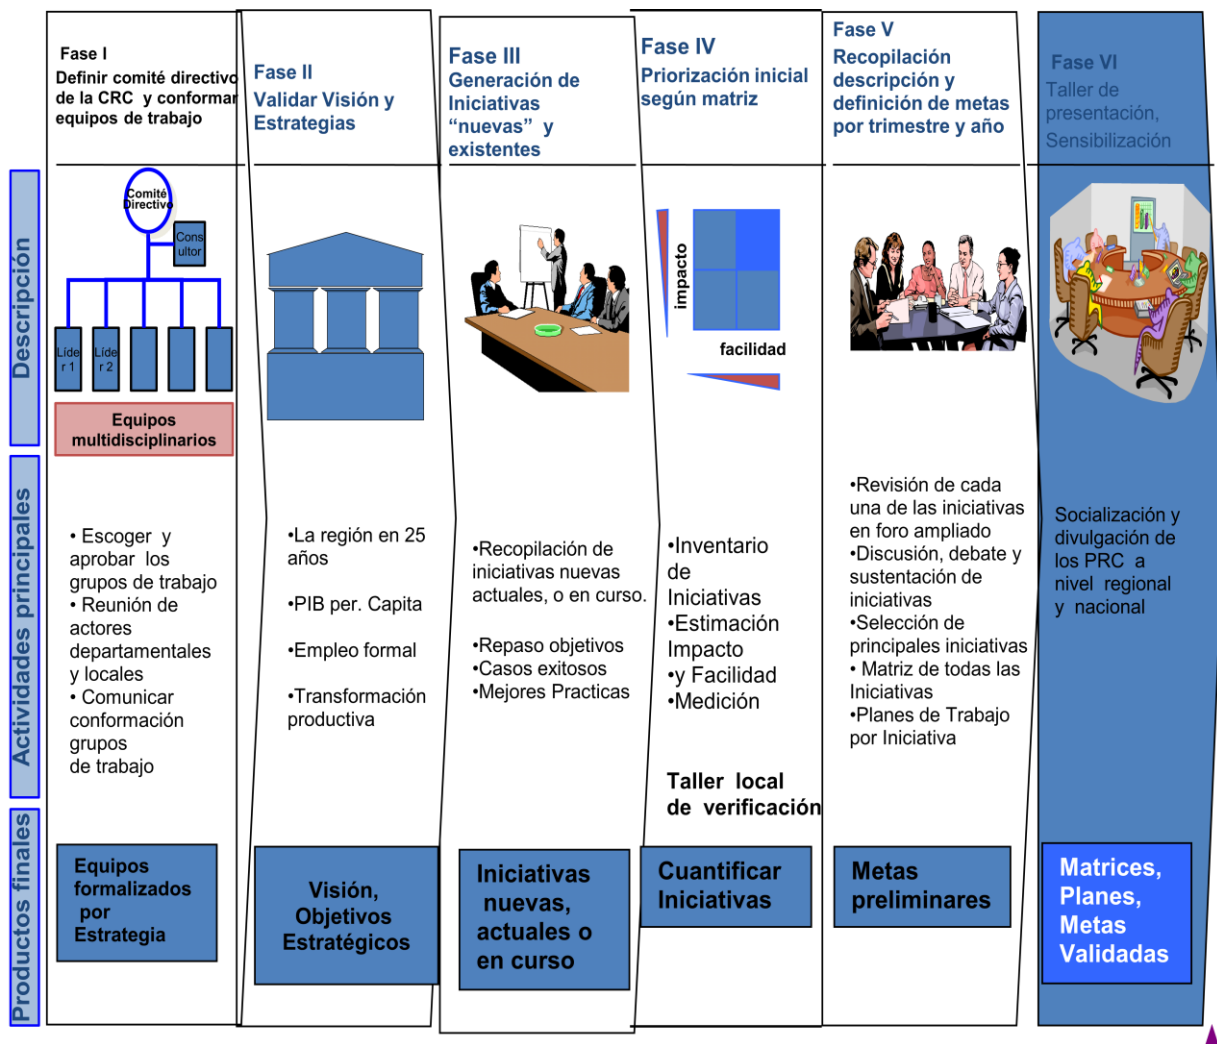 Fase I
Definir comité directivo
de la CRC y conformar
equipos de trabajo
Fase II
Validar Visión y
Estrategias
Fase III
Generación de
Iniciativas
“nuevas” y
existentes
Fase IV
Priorización inicial
según matriz
Fase V
Recopilación
descripción y
definición de metas
por trimestre y año
Fase VI
Taller de
presentación,
Sensibilización
Descripción
Comité
Directivo
Cons
ultor
Líde
r 1
Líde
r 2
Equipos
multidisciplinarios
impacto
facilidad
Actividades principales
• Escoger y
aprobar los
grupos de trabajo
• Reunión de
actores
departamentales
y locales
• Comunicar
conformación
grupos
de trabajo
•La región en 25
años
•PIB per. Capita
•Empleo formal
•Transformación
productiva
•Recopilación de
iniciativas nuevas
actuales, o en curso.
•Repaso objetivos
•Casos exitosos
•Mejores Practicas
•Inventario
de
Iniciativas
•Estimación
Impacto
•y Facilidad
•Medición
Taller local
de verificación
•Revisión de cada
una de las iniciativas
en foro ampliado
•Discusión, debate y
sustentación de
iniciativas
•Selección de
principales iniciativas
• Matriz de todas las
Iniciativas
•Planes de Trabajo
por Iniciativa
Socialización y
divulgación de
los PRC a
nivel regional
y nacional
Productos finales
Equipos
formalizados
por
Estrategia
Visión,
Objetivos
Estratégicos
Iniciativas
nuevas,
actuales o
en curso
Cuantificar
Iniciativas
Metas
preliminares
Matrices,
Planes,
Metas
Validadas